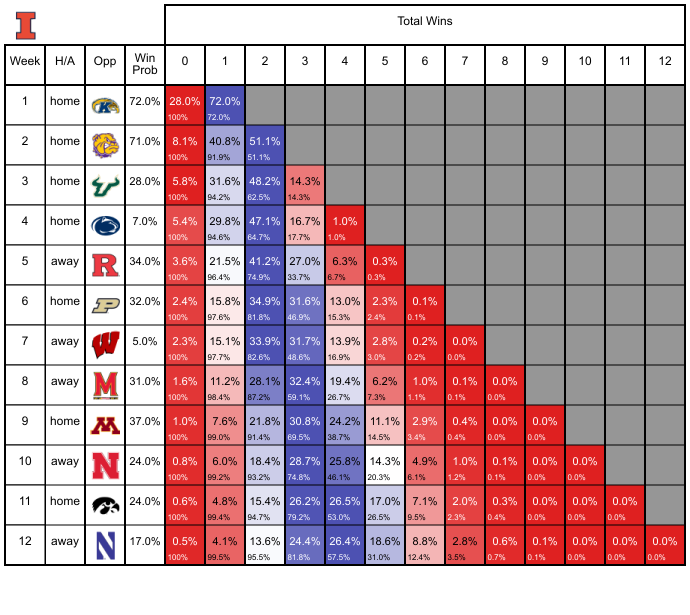 Total Wins
Week H/A Opp Win Prob 0 1 2 3 4 5 6 7 8 9 10 11 12
1 home 72.0% 28.0% 72.0%
100% 72.0%
2 home 71.0% 8.1% 40.8% 51.1%
100% 91.9% 51.1%
3 home 28.0% 5.8% 31.6% 48.2% 14.3%
100% 94.2% 62.5% 14.3%
4 home 7.0% 5.4% 29.8% 47.1% 16.7% 1.0%
100% 94.6% 64.7% 17.7% 1.0%
5 away 34.0% 3.6% 21.5% 41.2% 27.0% 6.3% 0.3%
100% 96.4% 74.9% 33.7% 6.7% 0.3%
6 home 32.0% 2.4% 15.8% 34.9% 31.6% 13.0% 2.3% 0.1%
100% 97.6% 81.8% 46.9% 15.3% 2.4% 0.1%
7 away 5.0% 2.3% 15.1% 33.9% 31.7% 13.9% 2.8% 0.2% 0.0%
100% 97.7% 82.6% 48.6% 16.9% 3.0% 0.2% 0.0%
8 away 31.0% 1.6% 11.2% 28.1% 32.4% 19.4% 6.2% 1.0% 0.1% 0.0%
100% 98.4% 87.2% 59.1% 26.7% 7.3% 1.1% 0.1% 0.0%
9 home 37.0% 1.0% 7.6% 21.8% 30.8% 24.2% 11.1% 2.9% 0.4% 0.0% 0.0%
100% 99.0% 91.4% 69.5% 38.7% 14.5% 3.4% 0.4% 0.0% 0.0%
10 away 24.0% 0.8% 6.0% 18.4% 28.7% 25.8% 14.3% 4.9% 1.0% 0.1% 0.0% 0.0%
100% 99.2% 93.2% 74.8% 46.1% 20.3% 6.1% 1.2% 0.1% 0.0% 0.0%
11 home 24.0% 0.6% 4.8% 15.4% 26.2% 26.5% 17.0% 7.1% 2.0% 0.3% 0.0% 0.0% 0.0%
100% 99.4% 94.7% 79.2% 53.0% 26.5% 9.5% 2.3% 0.4% 0.0% 0.0% 0.0%
12 away 17.0% 0.5% 4.1% 13.6% 24.4% 26.4% 18.6% 8.8% 2.8% 0.6% 0.1% 0.0% 0.0% 0.0%
100% 99.5% 95.5% 81.8% 57.5% 31.0% 12.4% 3.5% 0.7% 0.1% 0.0% 0.0% 0.0%